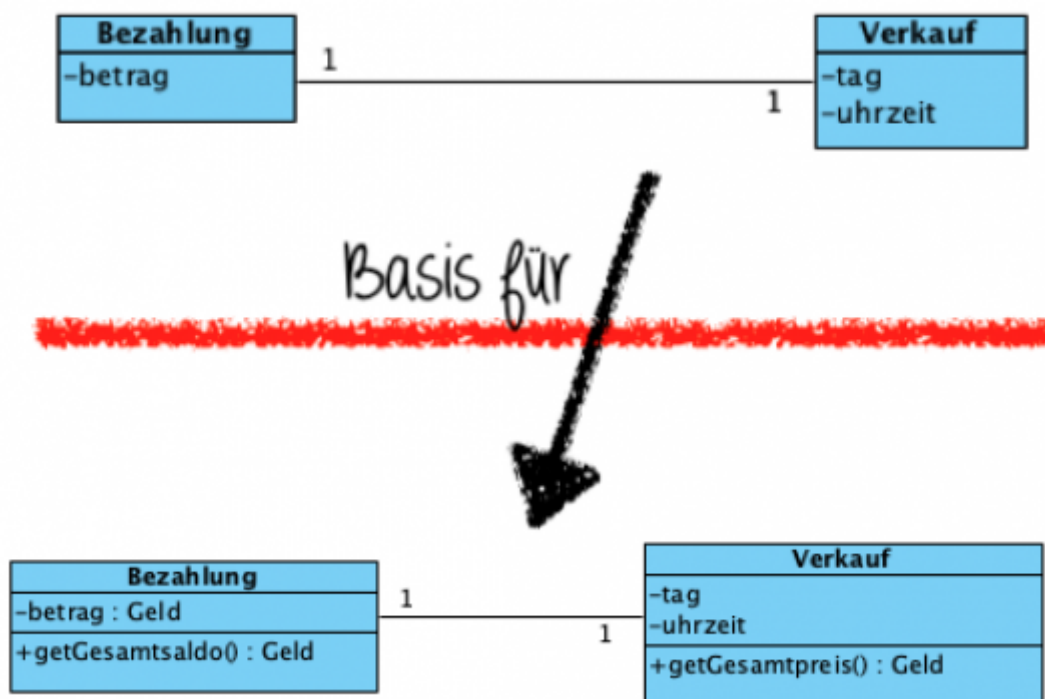 Bezahlung
-betrag
1
1
Verkauf
-tag
-uhrzeit
Basis für
Bezahlung
-betrag : Geld
+getGesamtsaldo() : Geld
1
1
Verkauf
-tag
-uhrzeit
+getGesamtpreis() : Geld